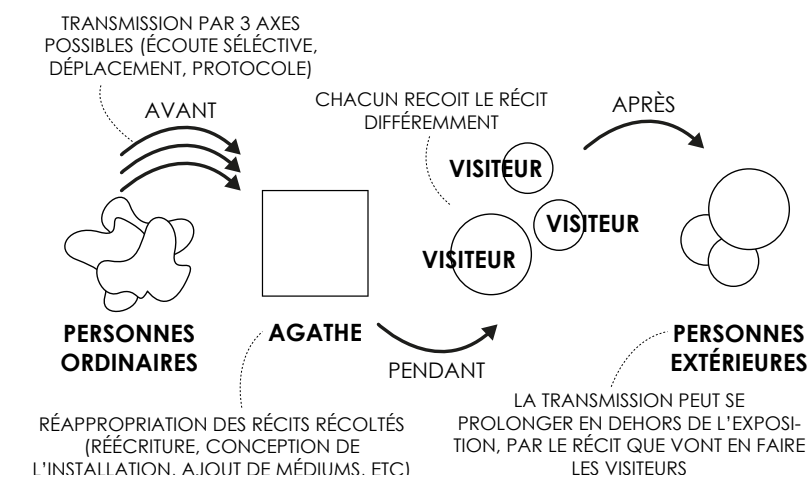 TRANSMISSION PAR 3 AXES
POSSIBLES (ÉCOUTE SÉLÉCTIVE,
DÉPLACEMENT, PROTOCOLE)
AVANT
CHACUN RECOIT LE RÉCIT
DIFFÉREMMENT
APRÈS
VISITEUR
VISITEUR
VISITEUR
PERSONNES
ORDINAIRES
AGATHE
PENDANT
PERSONNES
EXTÉRIEURES
RÉAPPROPRIATION DES RÉCITS RÉCOLTÉS
(RÉÉCRITURE, CONCEPTION DE
L'INSTALLATION, AJOUT DE MÉDIUMS, ETC)
LA TRANSMISSION PEUT SE
PROLONGER EN DEHORS DE L'EXPOSI-
TION, PAR LE RÉCIT QUE VONT EN FAIRE
LES VISITEURS